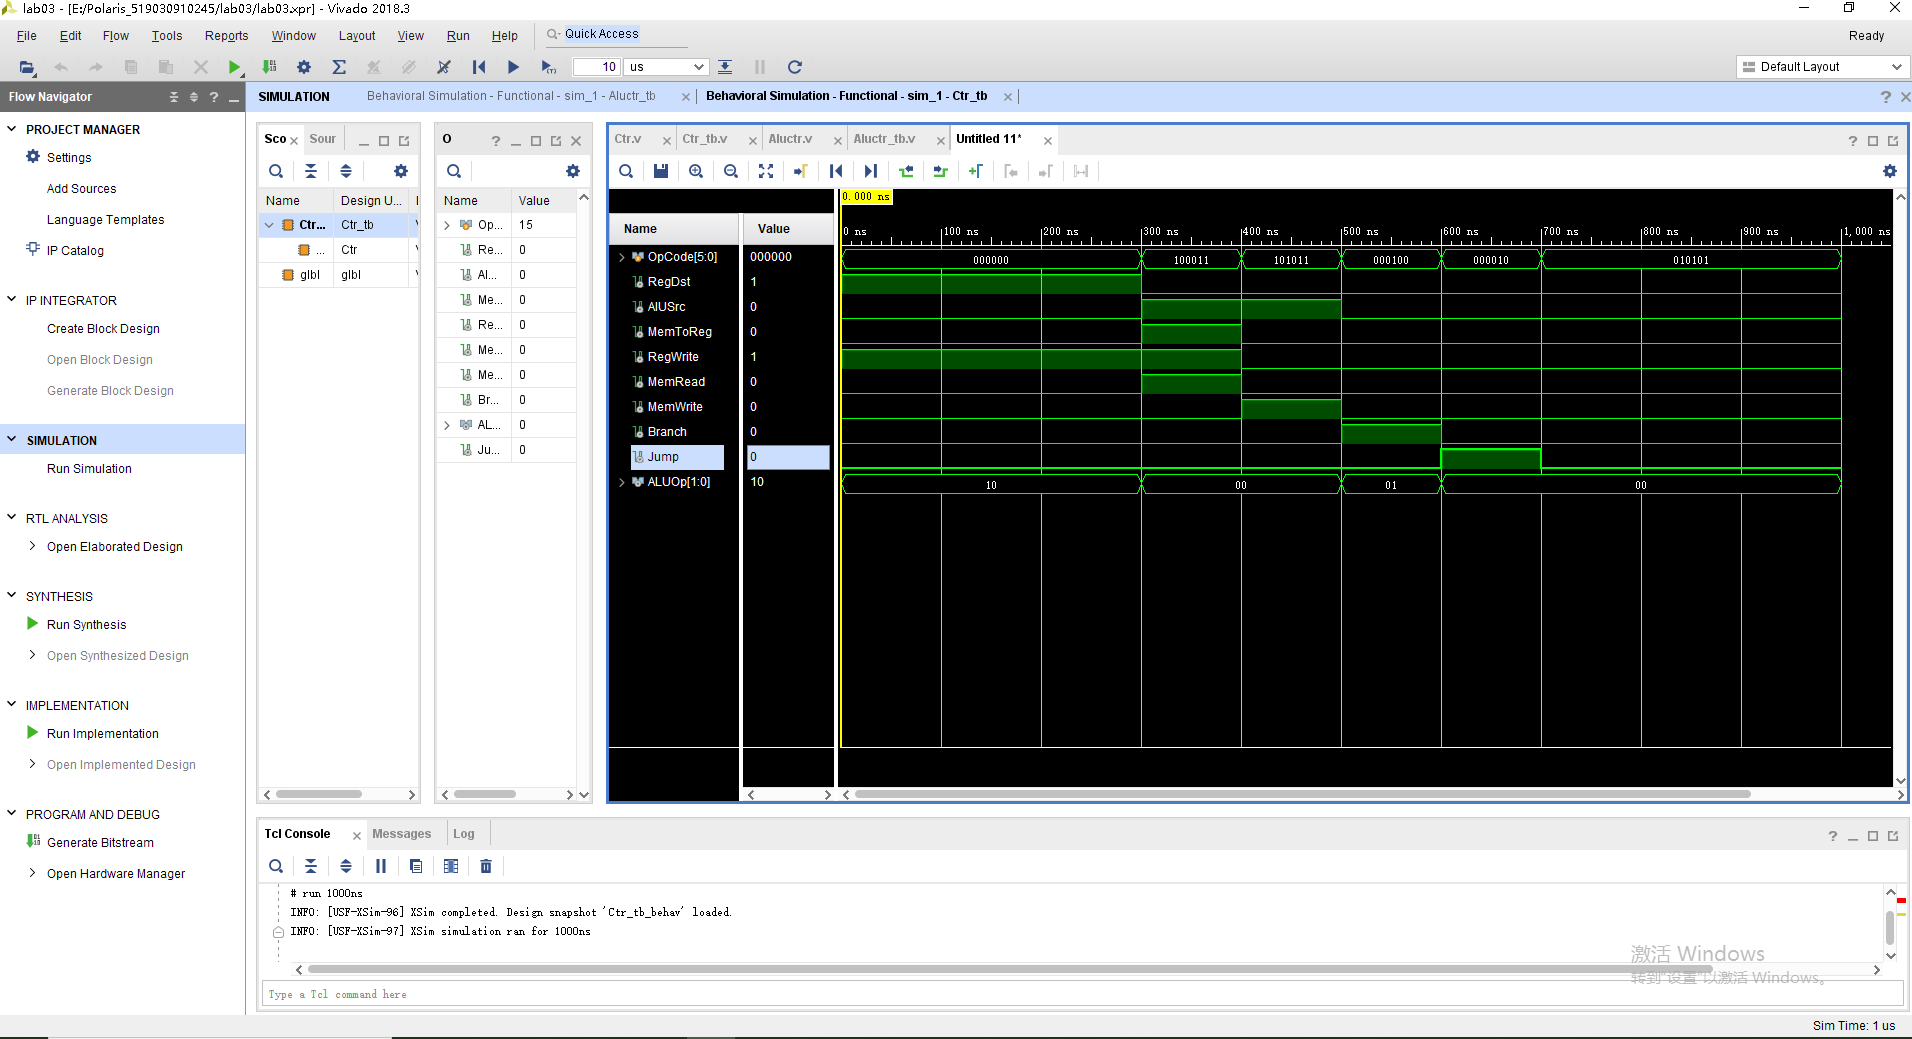 lab03 - [E:/Polaris_519030910245/lab03/lab03.xpr] - Vivado 2018.3
File Edit Flow Tools Reports Window Layout View Run Help Quick Access Ready
10 us Default Layout
Flow Navigator
SIMULATION Behavioral Simulation - Functional - sim_1 - Aluctr_tb Behavioral Simulation - Functional - sim_1 - Ctr_tb
PROJECT MANAGER
Settings
Add Sources
Language Templates
IP Catalog
IP INTEGRATOR
Create Block Design
Open Block Design
Generate Block Design
SIMULATION
Run Simulation
RTL ANALYSIS
Open Elaborated Design
SYNTHESIS
Run Synthesis
Open Synthesized Design
IMPLEMENTATION
Run Implementation
Open Implemented Design
PROGRAM AND DEBUG
Generate Bitstream
Open Hardware Manager
Sco Sour
Name Design U...
Ctr... Ctr_tb
... Ctr
glbl glbl
O
Name Value
Op... 15
Re... 0
Al... 0
Me... 0
Re... 0
Me... 0
Me... 0
Br... 0
AL... 0
Ju... 0
Ctr.v Ctr_tb.v Aluctr.v Aluctr_tb.v Untitled 11*
0.000 ns
Name Value
0 ns 100 ns 200 ns 300 ns 400 ns 500 ns 600 ns 700 ns 800 ns 900 ns 1,000 ns
OpCode[5:0] 000000 000000 100011 101011 000100 000010 010101
RegDst 1
AlUSrc 0
MemToReg 0
RegWrite 1
MemRead 0
MemWrite 0
Branch 0
Jump 0
ALUOp[1:0] 10 10 00 01 00
Tcl Console Messages Log
# run 1000ns
INFO: [USF-XSim-96] XSim completed. Design snapshot 'Ctr_tb_behav' loaded.
INFO: [USF-XSim-97] XSim simulation ran for 1000ns
激活 Windows
转到“设置”以激活 Windows。
Type a Tcl command here
Sim Time: 1 us